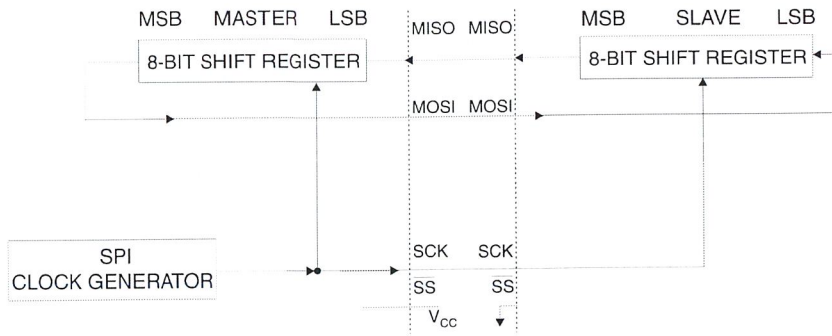 MSB MASTER LSB
MISO MISO
MSB SLAVE LSB
8-BIT SHIFT REGISTER
8-BIT SHIFT REGISTER
MOSI MOSI
SPI
CLOCK GENERATOR
SCK SCK
SS SS
VCC